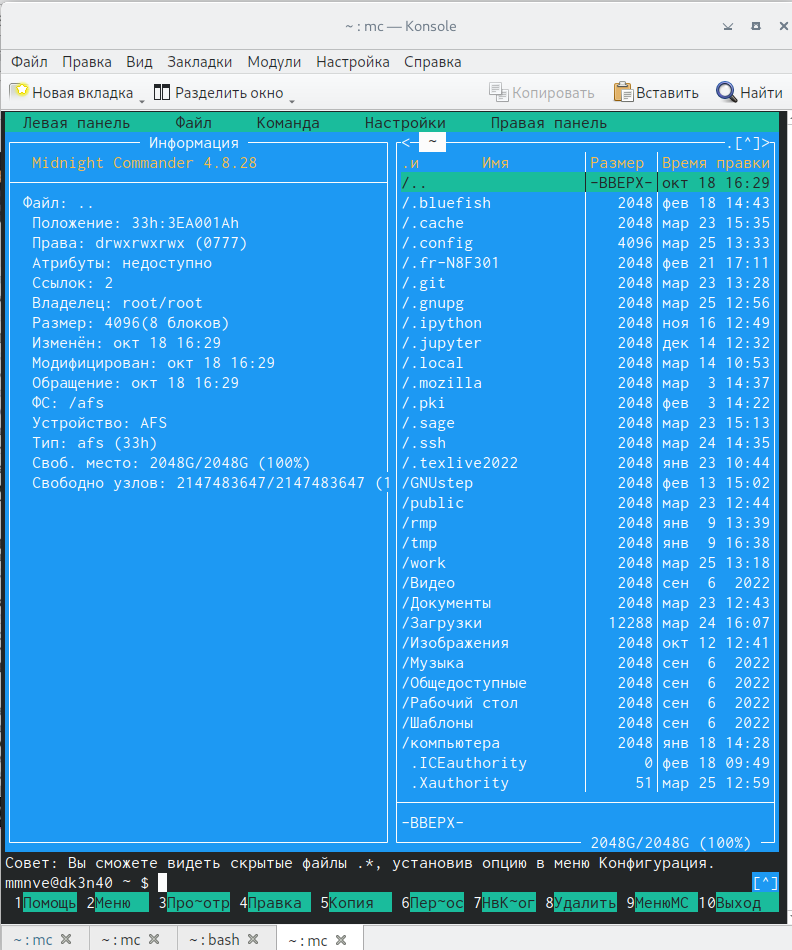 ~ : mc — Konsole
Файл Правка Вид Закладки Модули Настройка Справка
Новая вкладка Разделить окно Копировать Вставить Найти
Левая панель Файл Команда Настройки Правая панель
Информация
Midnight Commander 4.8.28
Файл: ..
Положение: 33h:3EA001Ah
Права: drwxrwxrwx (0777)
Атрибуты: недоступно
Ссылок: 2
Владелец: root/root
Размер: 4096(8 блоков)
Изменён: окт 18 16:29
Модифицирован: окт 18 16:29
Обращение: окт 18 16:29
ФС: /afs
Устройство: AFS
Тип: afs (33h)
Своб. место: 2048G/2048G (100%)
Свободно узлов: 2147483647/2147483647 (1
<─ ~ .[^]>
.и Имя Размер Время правки
/.. -ВВЕРХ- окт 18 16:29
/.bluefish 2048 фев 18 14:43
/.cache 2048 мар 23 15:35
/.config 4096 мар 25 13:33
/.fr-N8F301 2048 фев 21 17:11
/.git 2048 мар 23 13:28
/.gnupg 2048 мар 25 12:56
/.ipython 2048 ноя 16 12:49
/.jupyter 2048 дек 14 12:32
/.local 2048 мар 14 10:53
/.mozilla 2048 мар 3 14:37
/.pki 2048 фев 3 14:22
/.sage 2048 мар 23 15:13
/.ssh 2048 мар 24 14:35
/.texlive2022 2048 янв 23 10:44
/GNUstep 2048 фев 13 15:02
/public 2048 мар 23 12:44
/rmp 2048 янв 9 13:39
/tmp 2048 янв 9 16:38
/work 2048 мар 25 13:18
/Видео 2048 сен 6 2022
/Документы 2048 мар 23 12:43
/Загрузки 12288 мар 24 16:07
/Изображения 2048 окт 12 12:41
/Музыка 2048 сен 6 2022
/Общедоступные 2048 сен 6 2022
/Рабочий стол 2048 сен 6 2022
/Шаблоны 2048 сен 6 2022
/компьютера 2048 янв 18 14:28
.ICEauthority 0 фев 18 09:49
.Xauthority 51 мар 25 12:59
-ВВЕРХ-
2048G/2048G (100%)
Совет: Вы сможете видеть скрытые файлы .*, установив опцию в меню Конфигурация.
mmnve@dk3n40 ~ $ [^]
1Помощь 2Меню 3Про~отр 4Правка 5Копия 6Пер~ос 7НвК~ог 8Удалить 9МенюМС 10Выход
~ : mc ~ : mc ~ : bash ~ : mc